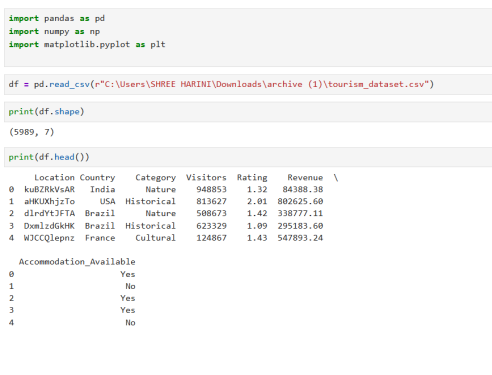 import pandas as pd
import numpy as np
import matplotlib.pyplot as plt
df = pd.read_csv(r"C:\Users\SHREE HARINI\Downloads\archive (1)\tourism_dataset.csv")
print(df.shape)
(5989, 7)
print(df.head())
Location Country Category Visitors Rating Revenue \
0 kuBZRkVsAR India Nature 948853 1.32 84388.38
1 aHKUXhjzTo USA Historical 813627 2.01 802625.60
2 dlrdYtJFTA Brazil Nature 508673 1.42 338777.11
3 DxmlzdGkHK Brazil Historical 623329 1.09 295183.60
4 WJCCQlepnz France Cultural 124867 1.43 547893.24
Accommodation_Available
0 Yes
1 No
2 Yes
3 Yes
4 No